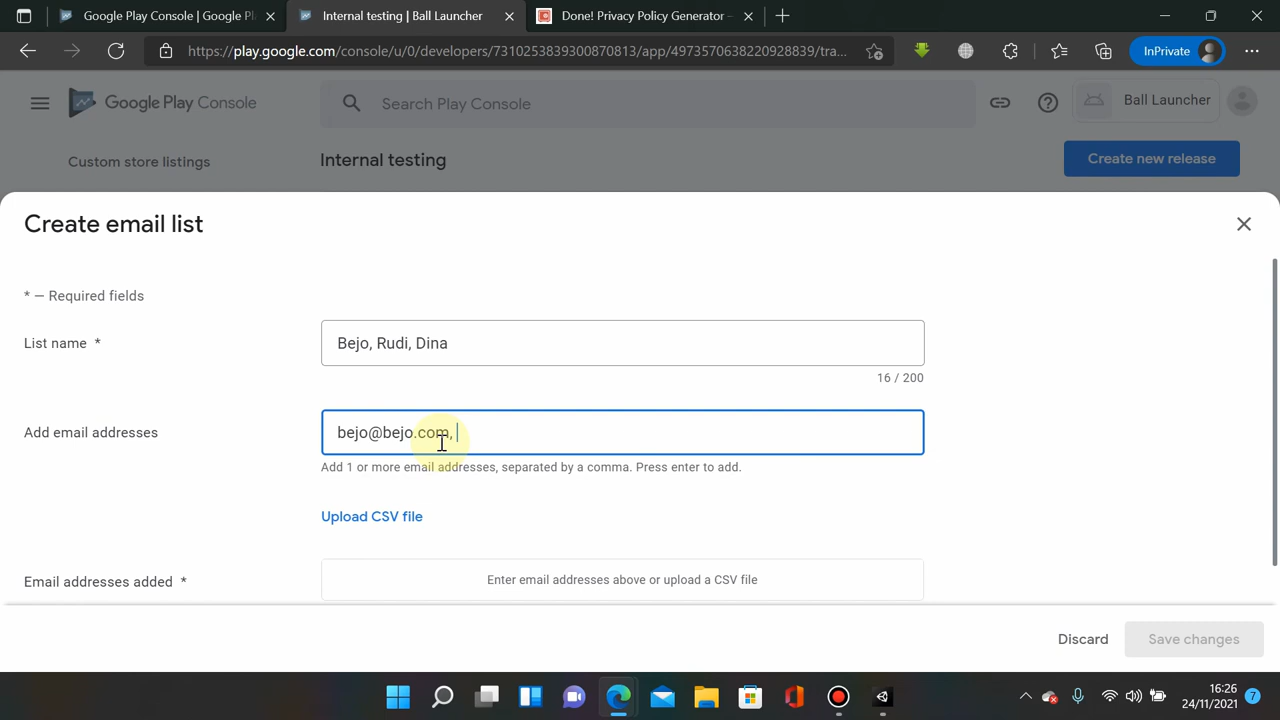 Google Play Console | Google Pl
Internal testing | Ball Launcher
Done! Privacy Policy Generator –
https://play.google.com/console/u/0/developers/7310253839300870813/app/4973570638220928839/tra...
InPrivate
Google Play Console
Search Play Console
Ball Launcher
Custom store listings
Internal testing
Create new release
Create email list
* — Required fields
List name *
Bejo, Rudi, Dina
16 / 200
Add email addresses
bejo@bejo.com,
Add 1 or more email addresses, separated by a comma. Press enter to add.
Upload CSV file
Email addresses added *
Enter email addresses above or upload a CSV file
Discard
Save changes
16:26
24/11/2021
7